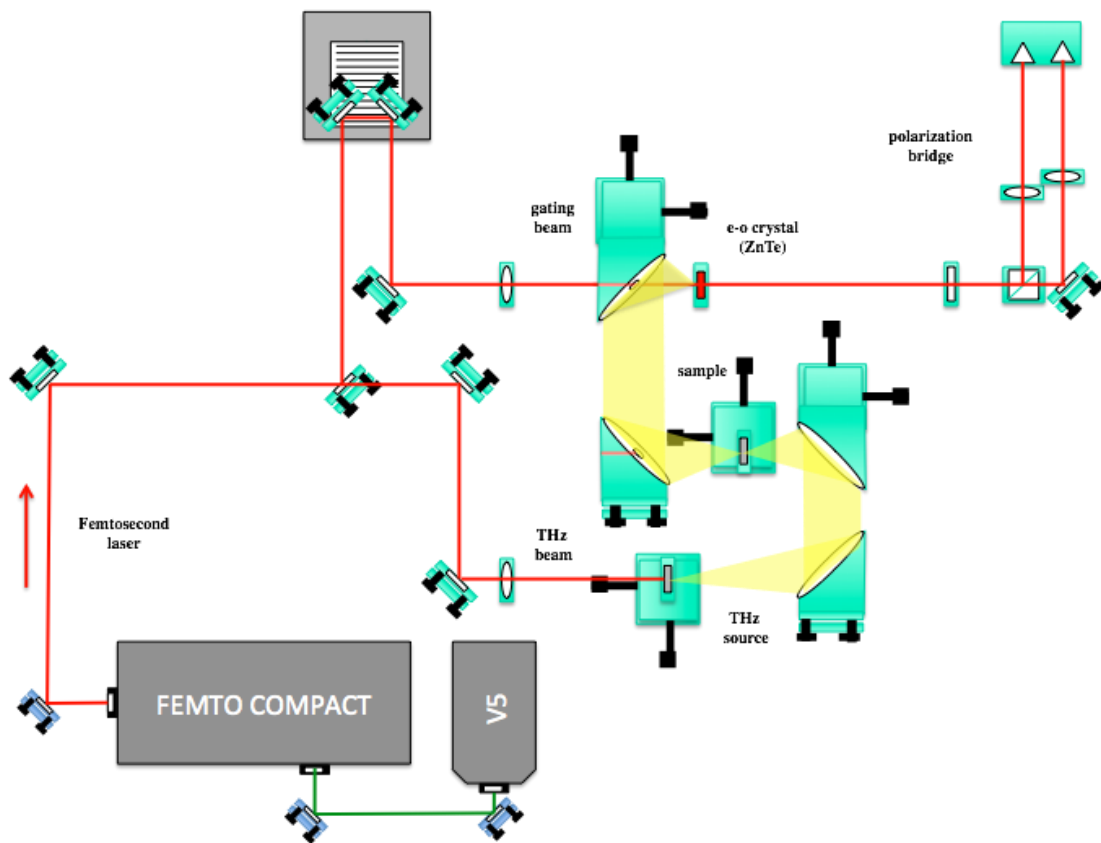 polarization
bridge
gating
beam
e-o crystal
(ZnTe)
sample
Femtosecond
laser
THz
beam
THz
source
FEMTO COMPACT
V5